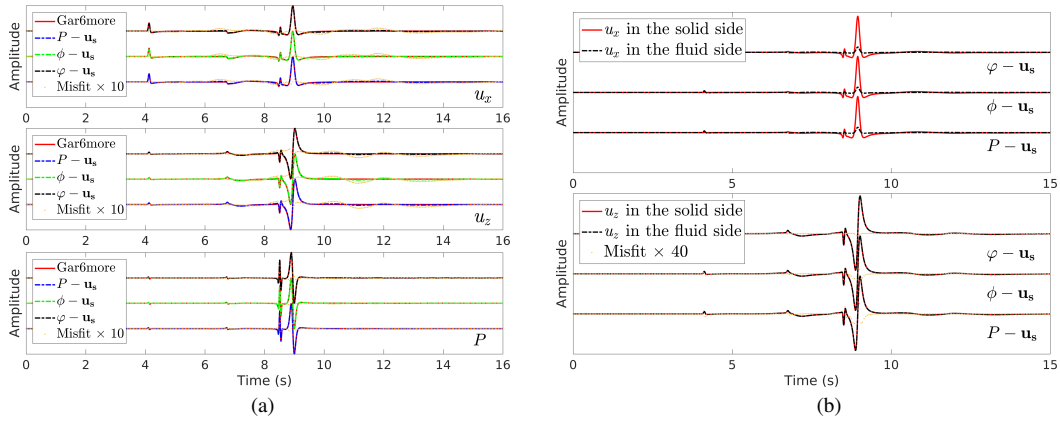 Gar6more
P − u_s
ϕ − u_s
φ − u_s
Misfit × 10
Amplitude
u_x
0 2 4 6 8 10 12 14 16
Gar6more
P − u_s
ϕ − u_s
φ − u_s
Misfit × 10
Amplitude
u_z
0 2 4 6 8 10 12 14 16
Gar6more
P − u_s
ϕ − u_s
φ − u_s
Misfit × 10
Amplitude
P
0 2 4 6 8 10 12 14 16
Time (s)
(a)
u_x in the solid side
u_x in the fluid side
Amplitude
φ − u_s
ϕ − u_s
P − u_s
0 5 10 15
u_z in the solid side
u_z in the fluid side
Misfit × 40
Amplitude
φ − u_s
ϕ − u_s
P − u_s
0 5 10 15
Time (s)
(b)